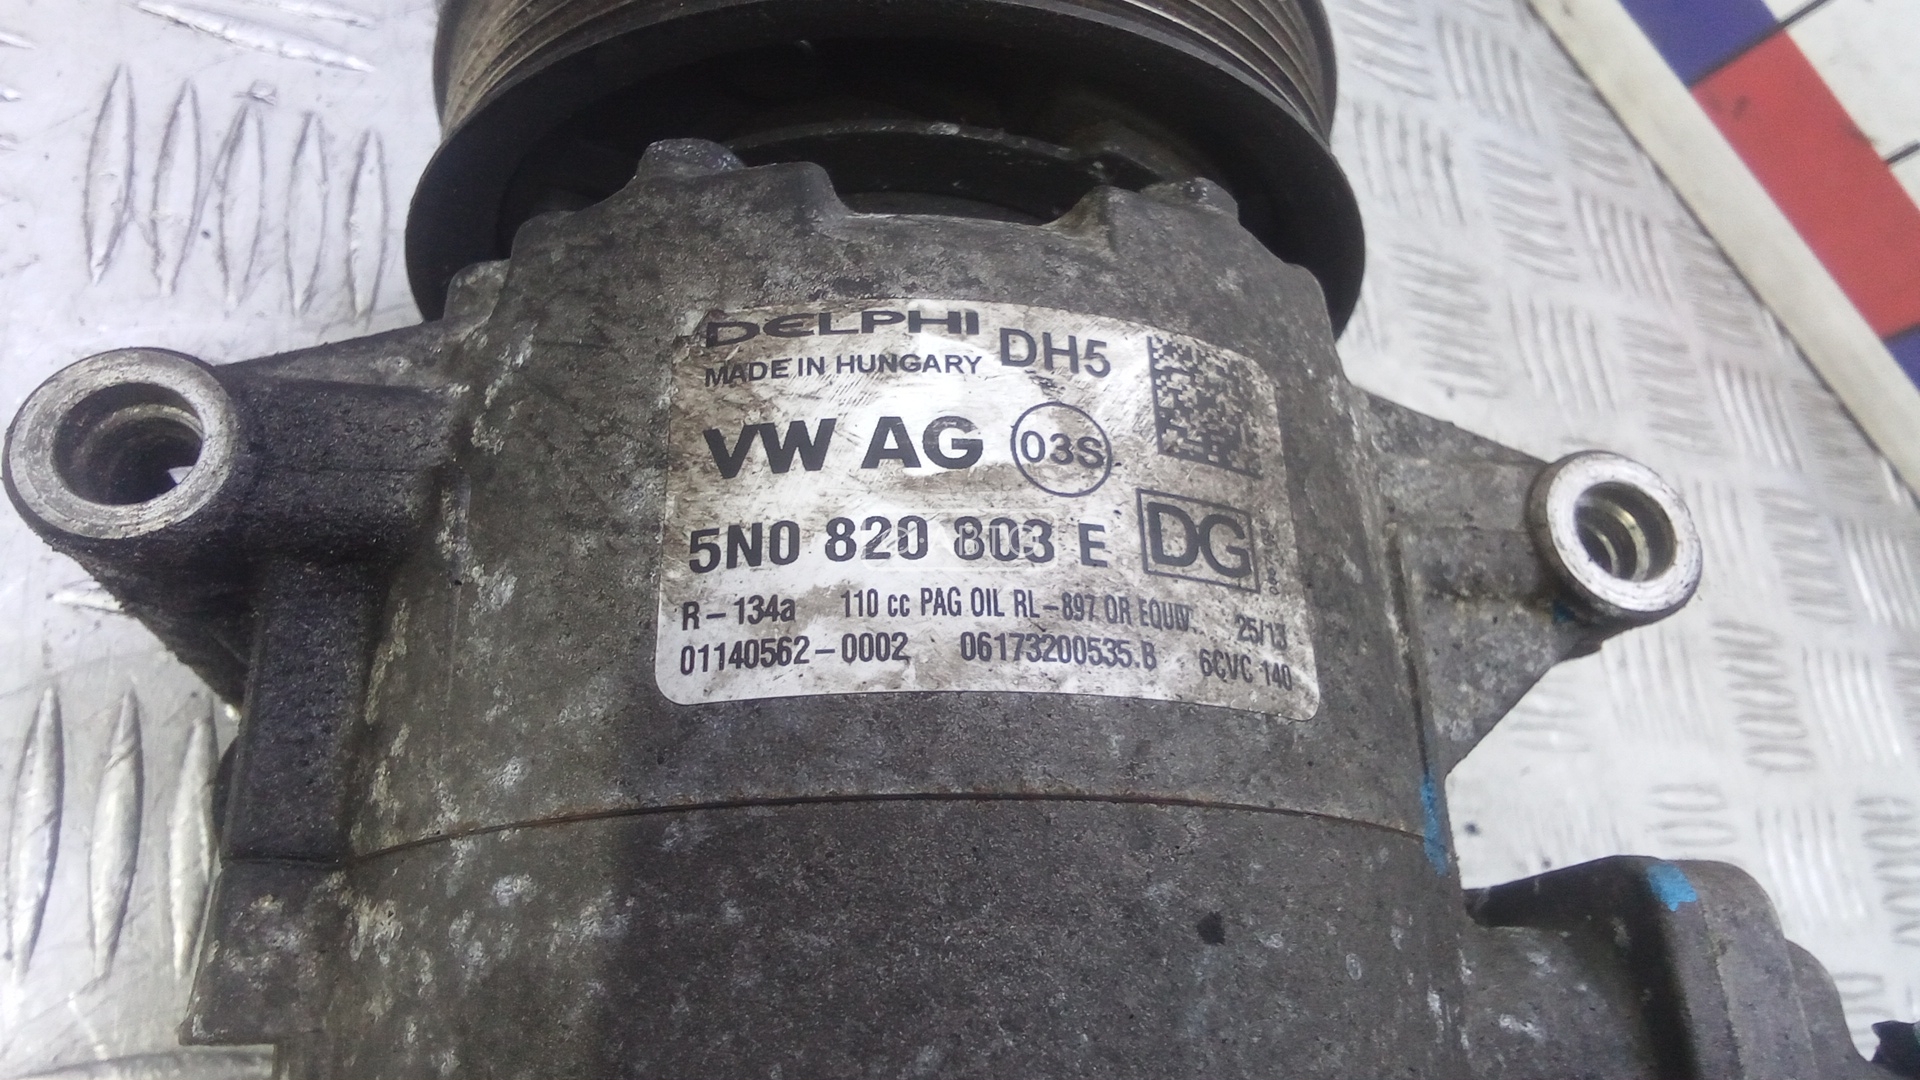 DELPHI
MADE IN HUNGARY DH5
VW AG 03S
5N0 820 803 E DG
R-134a 110 cc PAG OIL RL-897 OR EQUIV. 25/13
01140562-0002 06173200535.B 6CVC 140